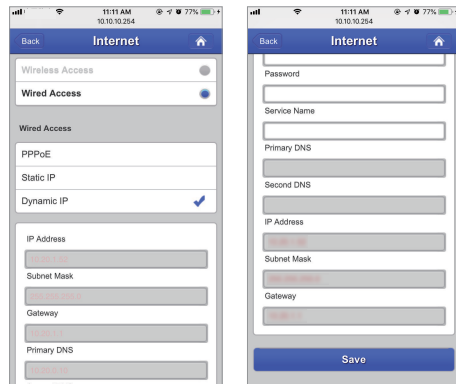 11:11 AM
77%
10.10.10.254
Back
Internet
Wireless Access
Wired Access
Wired Access
PPPoE
Static IP
Dynamic IP
IP Address
Subnet Mask
Gateway
Primary DNS
11:11 AM
77%
10.10.10.254
Back
Internet
Password
Service Name
Primary DNS
Second DNS
IP Address
Subnet Mask
Gateway
Save